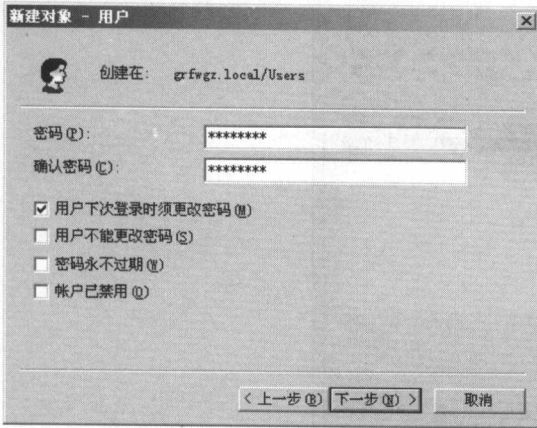 新建对象 - 用户
创建在: grfwgz.local/Users
密码(P): ********
确认密码(C): ********
用户下次登录时须更改密码(M)
用户不能更改密码(S)
密码永不过期(W)
帐户已禁用(O)
< 上一步(B) 下一步(N) > 取消